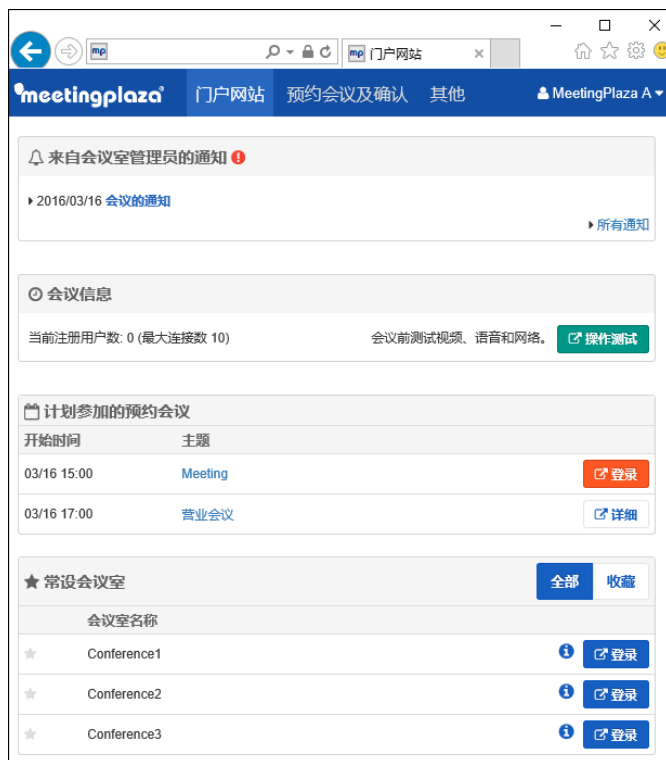 mp
mp 门户网站
meetingplaza 门户网站 预约会议及确认 其他 MeetingPlaza A
来自会议室管理员的通知
2016/03/16 会议的通知
所有通知
会议信息
当前注册用户数: 0 (最大连接数 10) 会议前测试视频、语音和网络。 操作测试
计划参加的预约会议
开始时间 主题
03/16 15:00 Meeting 登录
03/16 17:00 营业会议 详细
常设会议室 全部 收藏
会议室名称
Conference1 登录
Conference2 登录
Conference3 登录